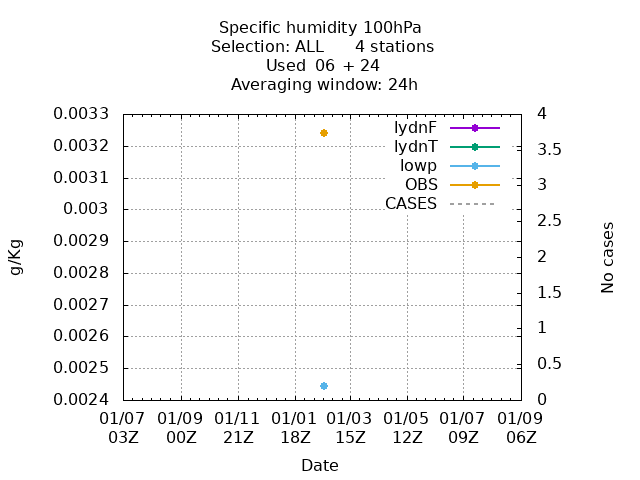 Specific humidity 100hPa
Selection: ALL 4 stations
Used 06 + 24
Averaging window: 24h
0.0033
0.0032
0.0031
0.003
0.0029
0.0028
0.0027
0.0026
0.0025
0.0024
g/Kg
4
3.5
3
2.5
2
1.5
1
0.5
0
No cases
lydnF
lydnT
lowp
OBS
CASES
01/07 01/09 01/11 01/01 01/03 01/05 01/07 01/09
03Z 00Z 21Z 18Z 15Z 12Z 09Z 06Z
Date